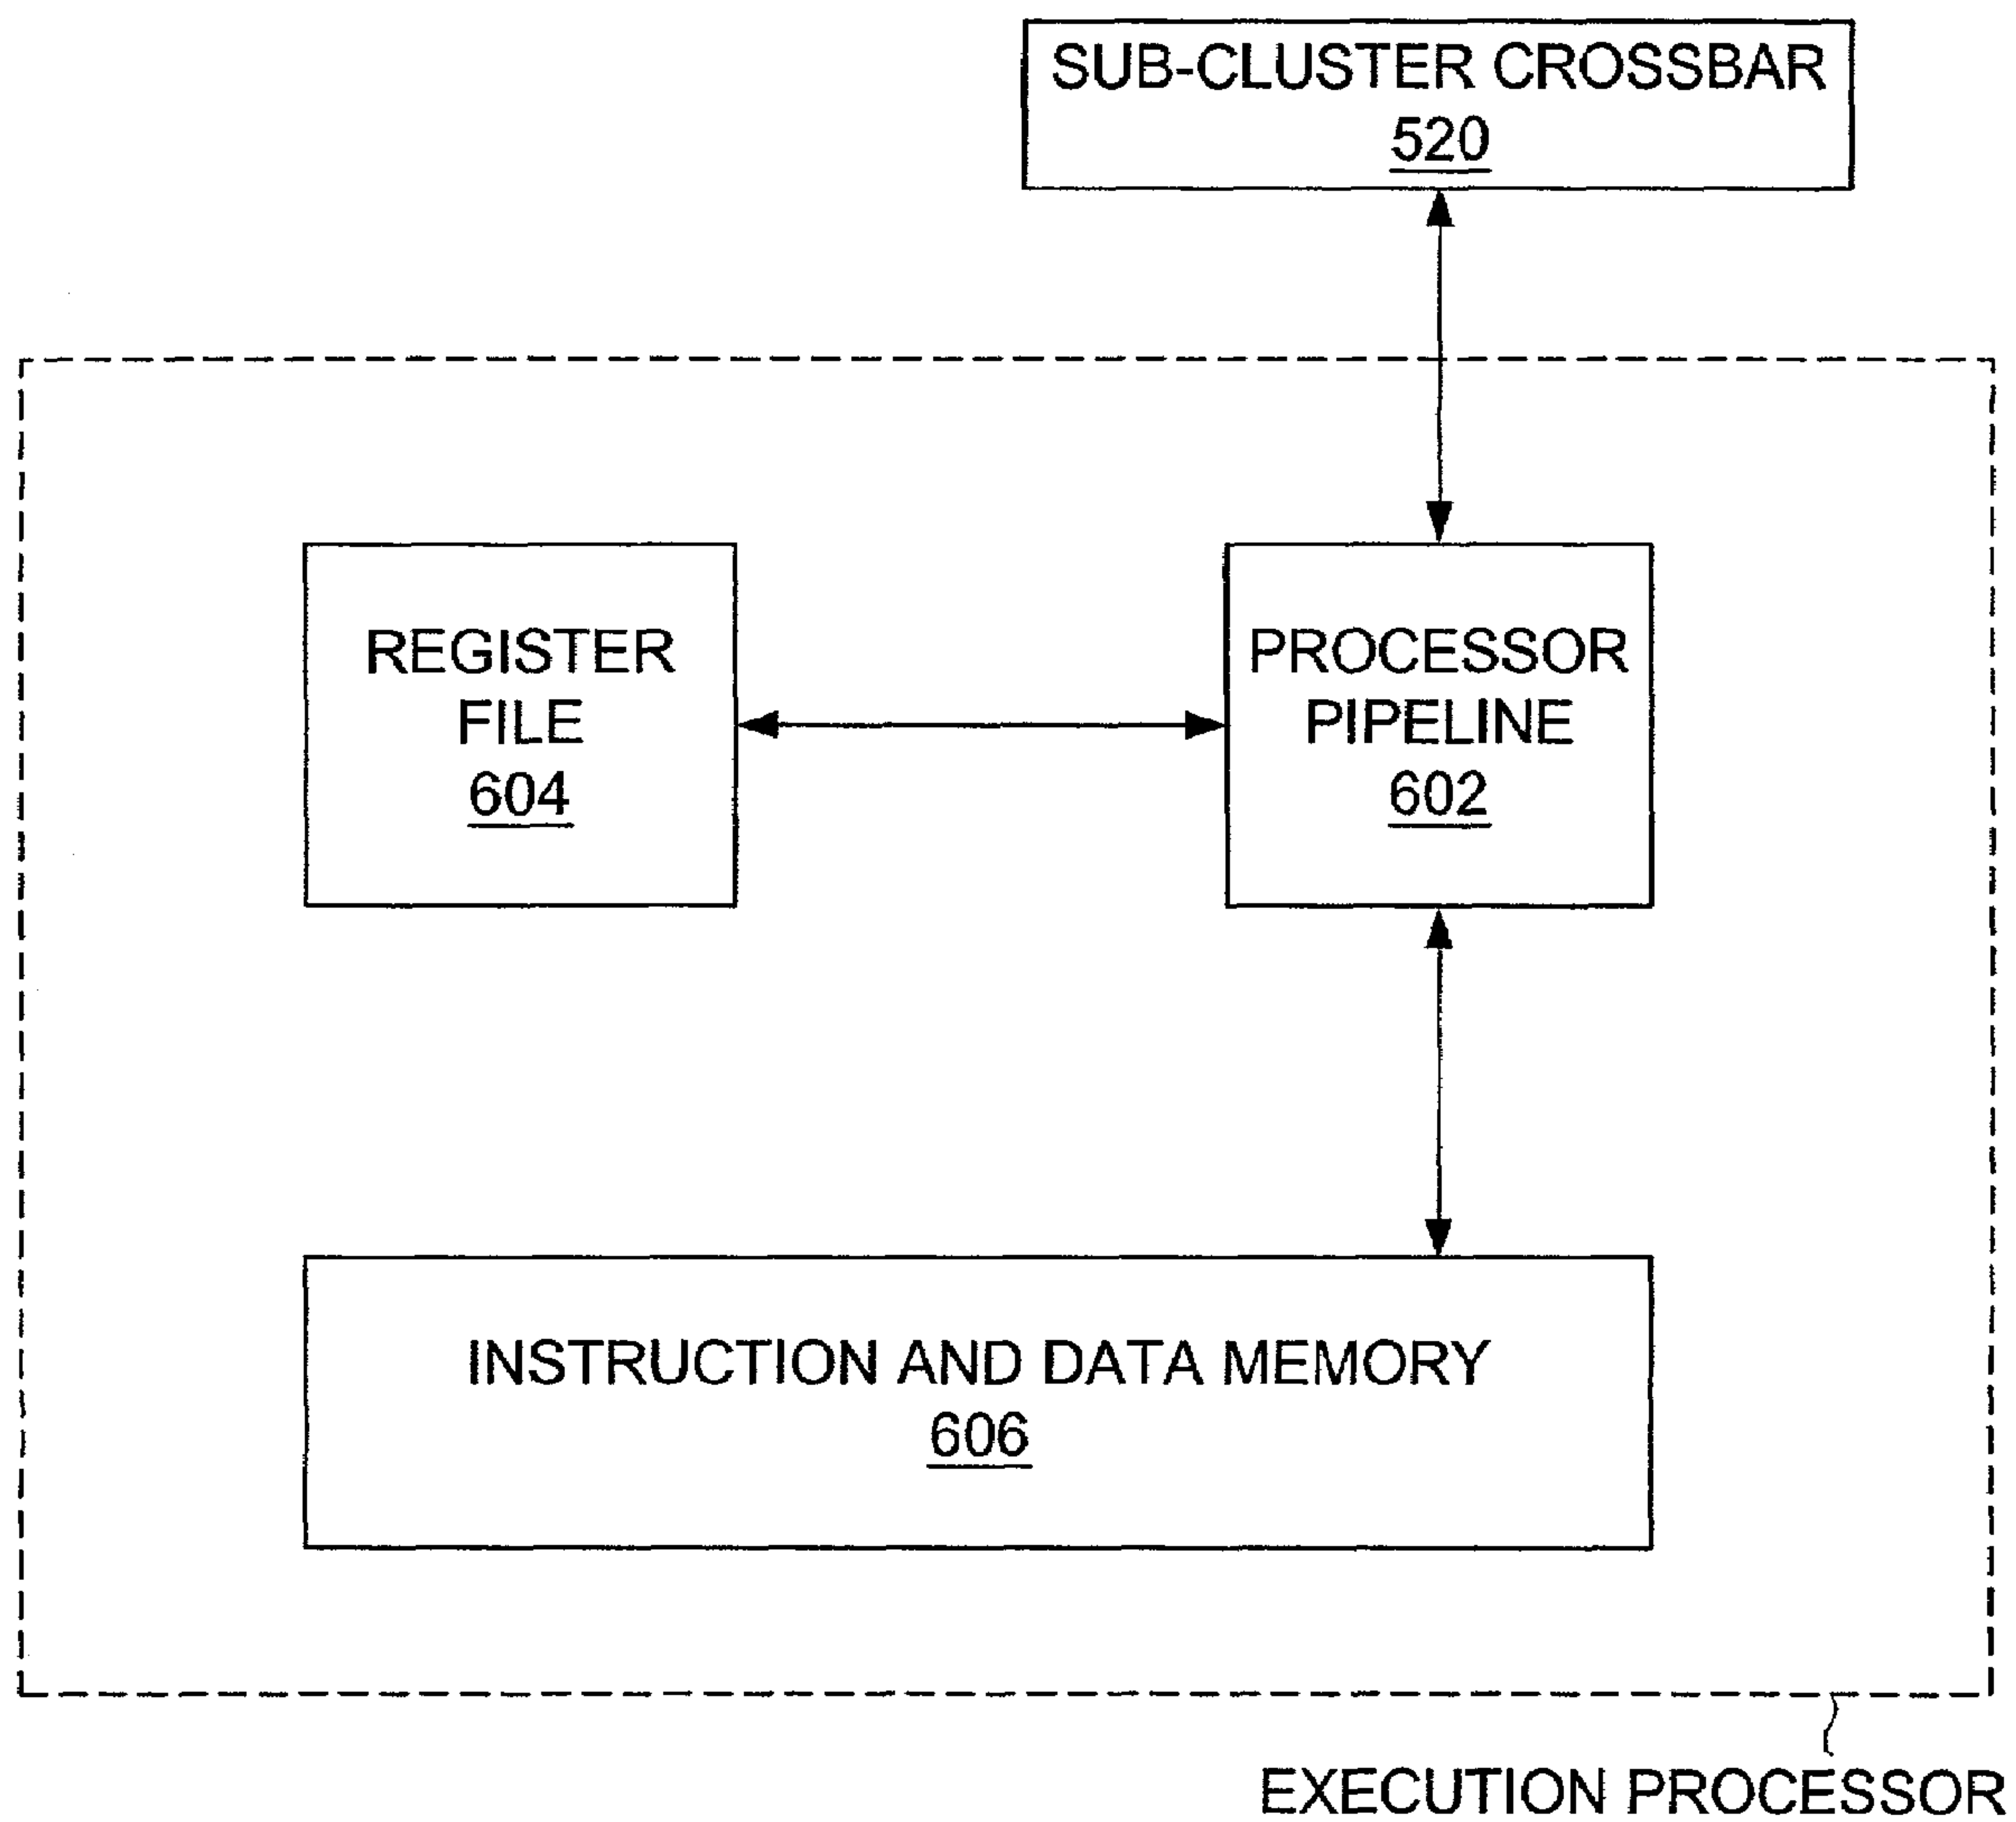 SUB-CLUSTER CROSSBAR
520
REGISTER
FILE
604
PROCESSOR
PIPELINE
602
INSTRUCTION AND DATA MEMORY
606
EXECUTION PROCESSOR